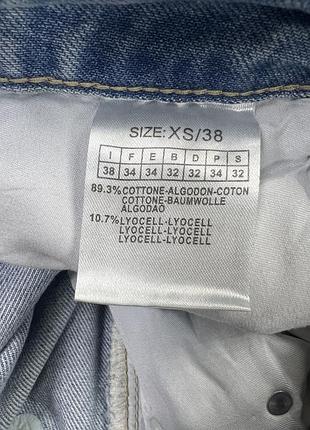 SIZE: XS/38
I F E B D P S
38 34 34 32 32 34 32
89.3% COTTONE-ALGODON-COTON
COTTONE-BAUMWOLLE
ALGODAO
10.7% LYOCELL-LYOCELL
LYOCELL-LYOCELL
LYOCELL-LYOCELL